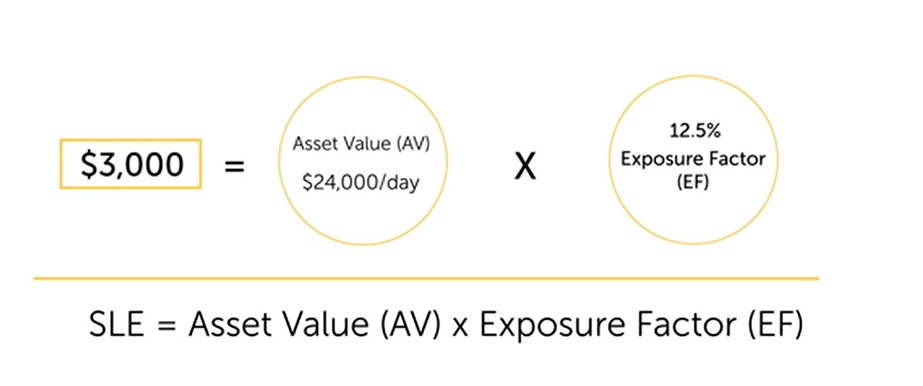 $3,000
=
Asset Value (AV)
$24,000/day
X
12.5%
Exposure Factor
(EF)
SLE = Asset Value (AV) x Exposure Factor (EF)